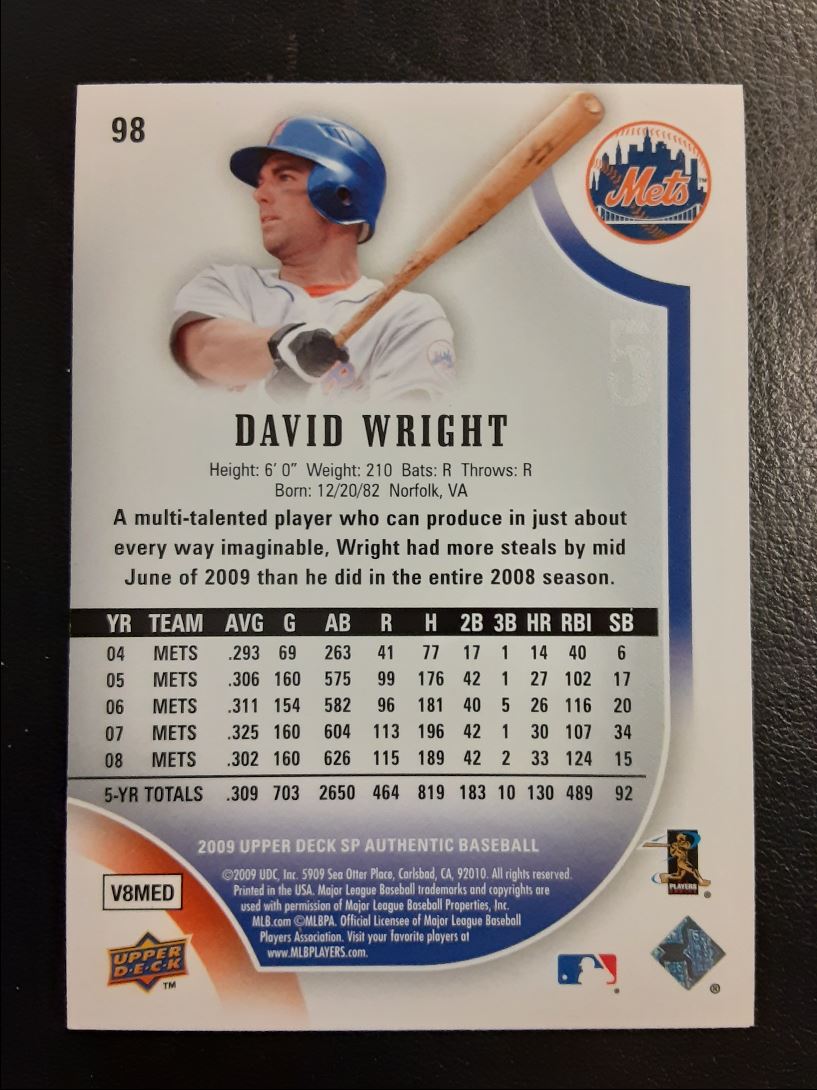 98
Mets
TM
5
DAVID WRIGHT
Height: 6' 0" Weight: 210 Bats: R Throws: R
Born: 12/20/82 Norfolk, VA
A multi-talented player who can produce in just about
every way imaginable, Wright had more steals by mid
June of 2009 than he did in the entire 2008 season.
YR TEAM AVG G AB R H 2B 3B HR RBI SB
04 METS .293 69 263 41 77 17 1 14 40 6
05 METS .306 160 575 99 176 42 1 27 102 17
06 METS .311 154 582 96 181 40 5 26 116 20
07 METS .325 160 604 113 196 42 1 30 107 34
08 METS .302 160 626 115 189 42 2 33 124 15
5-YR TOTALS .309 703 2650 464 819 183 10 130 489 92
2009 UPPER DECK SP AUTHENTIC BASEBALL
©2009 UDC, Inc. 5909 Sea Otter Place, Carlsbad, CA, 92010. All rights reserved.
Printed in the USA. Major League Baseball trademarks and copyrights are
used with permission of Major League Baseball Properties, Inc.
MLB.com ©MLBPA. Official Licensee of Major League Baseball
Players Association. Visit your favorite players at
www.MLBPLAYERS.com.
V8MED
UPPER
D•E•C•K
TM
PLAYERS
®
®
®